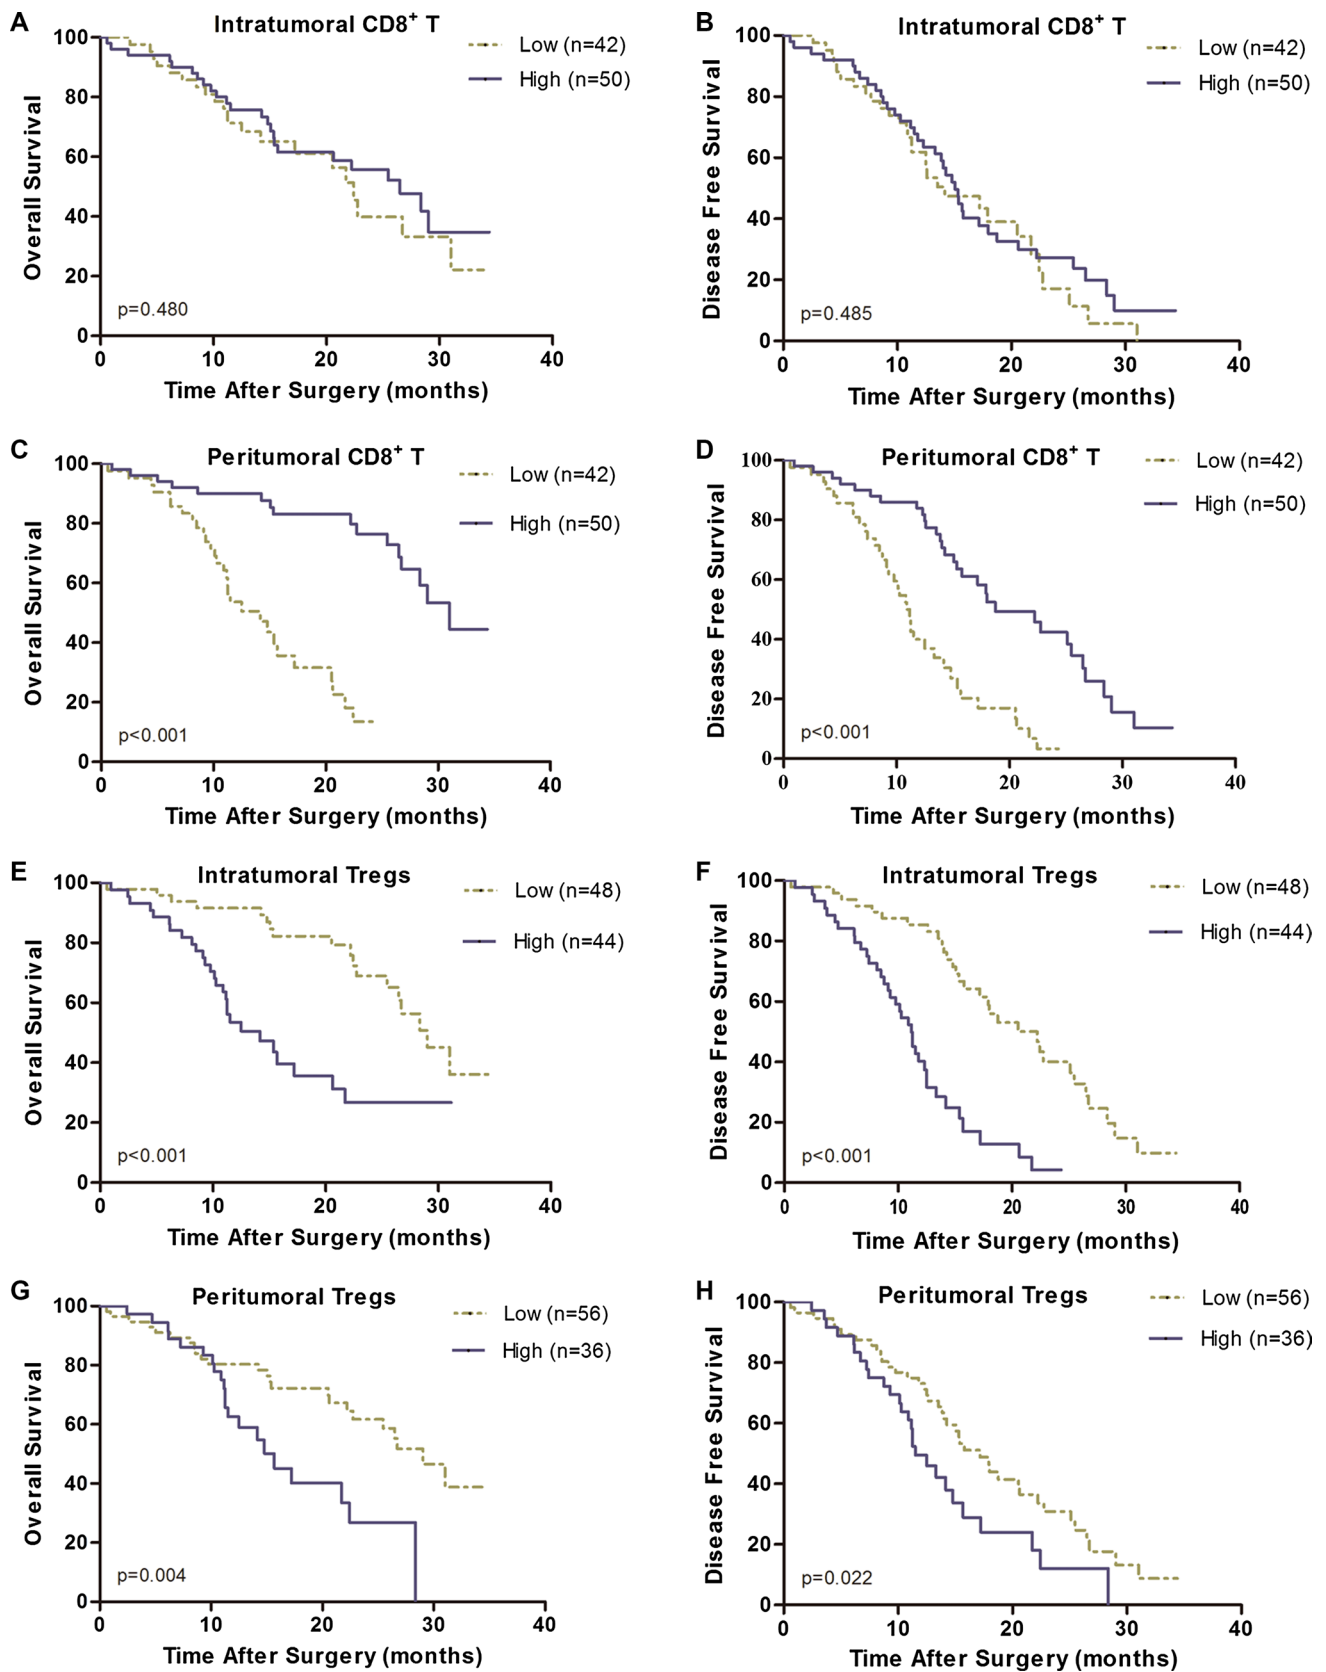 A
Intratumoral CD8+ T
Low (n=42)
High (n=50)
Overall Survival
100
80
60
40
20
0
p=0.480
0 10 20 30 40
Time After Surgery (months)
B
Intratumoral CD8+ T
Low (n=42)
High (n=50)
Disease Free Survival
100
80
60
40
20
0
p=0.485
0 10 20 30 40
Time After Surgery (months)
C
Peritumoral CD8+ T
Low (n=42)
High (n=50)
Overall Survival
100
80
60
40
20
0
p<0.001
0 10 20 30 40
Time After Surgery (months)
D
Peritumoral CD8+ T
Low (n=42)
High (n=50)
Disease Free Survival
100
80
60
40
20
0
p<0.001
0 10 20 30 40
Time After Surgery (months)
E
Intratumoral Tregs
Low (n=48)
High (n=44)
Overall Survival
100
80
60
40
20
0
p<0.001
0 10 20 30 40
Time After Surgery (months)
F
Intratumoral Tregs
Low (n=48)
High (n=44)
Disease Free Survival
100
80
60
40
20
0
p<0.001
0 10 20 30 40
Time After Surgery (months)
G
Peritumoral Tregs
Low (n=56)
High (n=36)
Overall Survival
100
80
60
40
20
0
p=0.004
0 10 20 30 40
Time After Surgery (months)
H
Peritumoral Tregs
Low (n=56)
High (n=36)
Disease Free Survival
100
80
60
40
20
0
p=0.022
0 10 20 30 40
Time After Surgery (months)